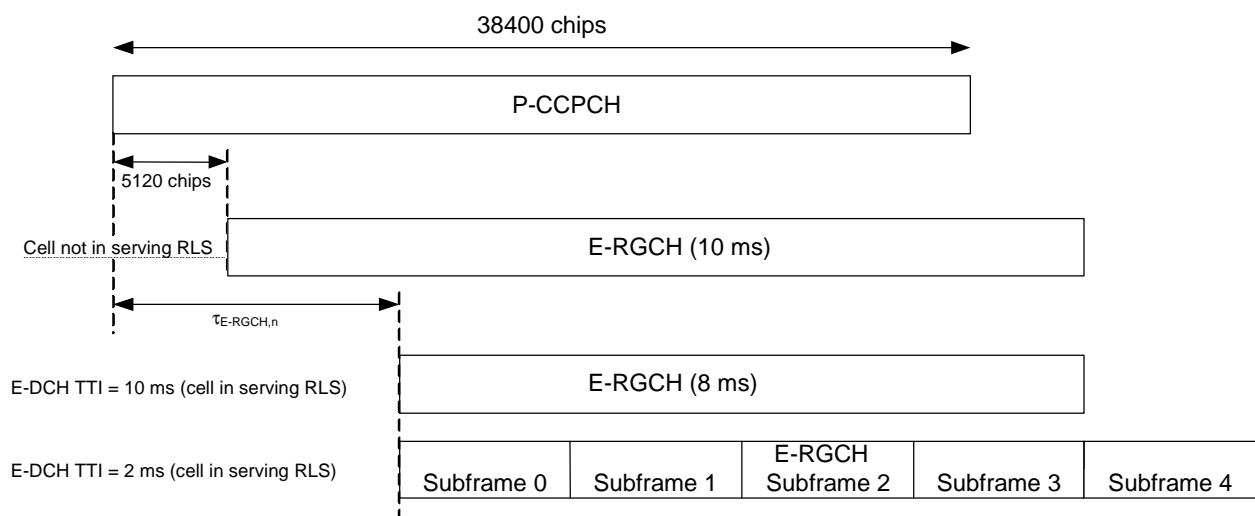 38400 chips
P-CCPCH
5120 chips
Cell not in serving RLS
E-RGCH (10 ms)
τE-RGCH,n
E-DCH TTI = 10 ms (cell in serving RLS)
E-RGCH (8 ms)
E-DCH TTI = 2 ms (cell in serving RLS)
E-RGCH
Subframe 0 Subframe 1 Subframe 2 Subframe 3 Subframe 4